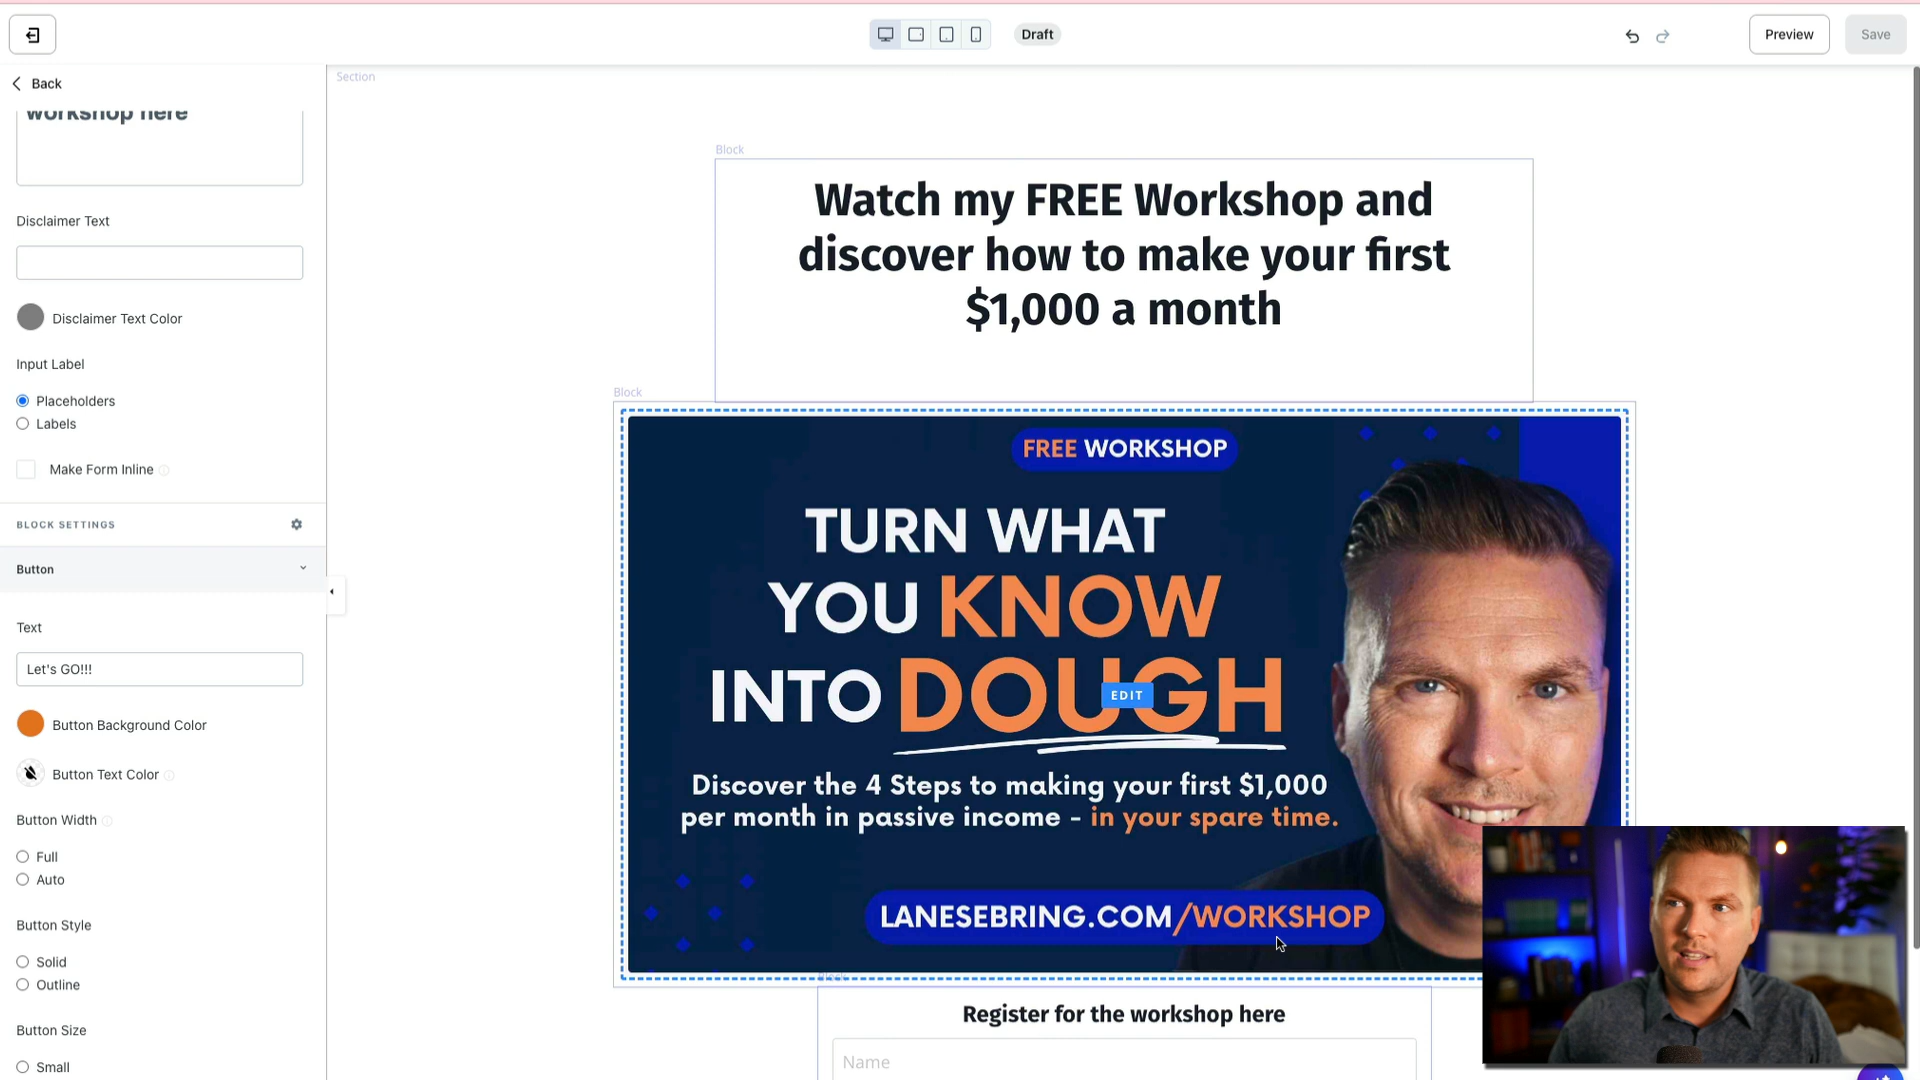 Draft
Preview
Save
Back
workshop here
Disclaimer Text
Disclaimer Text Color
Input Label
Placeholders
Labels
Make Form Inline
BLOCK SETTINGS
Button
Text
Let's GO!!!
Button Background Color
Button Text Color
Button Width
Full
Auto
Button Style
Solid
Outline
Button Size
Small
Section
Block
Watch my FREE Workshop and
discover how to make your first
$1,000 a month
Block
FREE WORKSHOP
TURN WHAT
YOU KNOW
INTO DOUGH
EDIT
Discover the 4 Steps to making your first $1,000
per month in passive income - in your spare time.
LANESEBRING.COM/WORKSHOP
Block
Register for the workshop here
Name